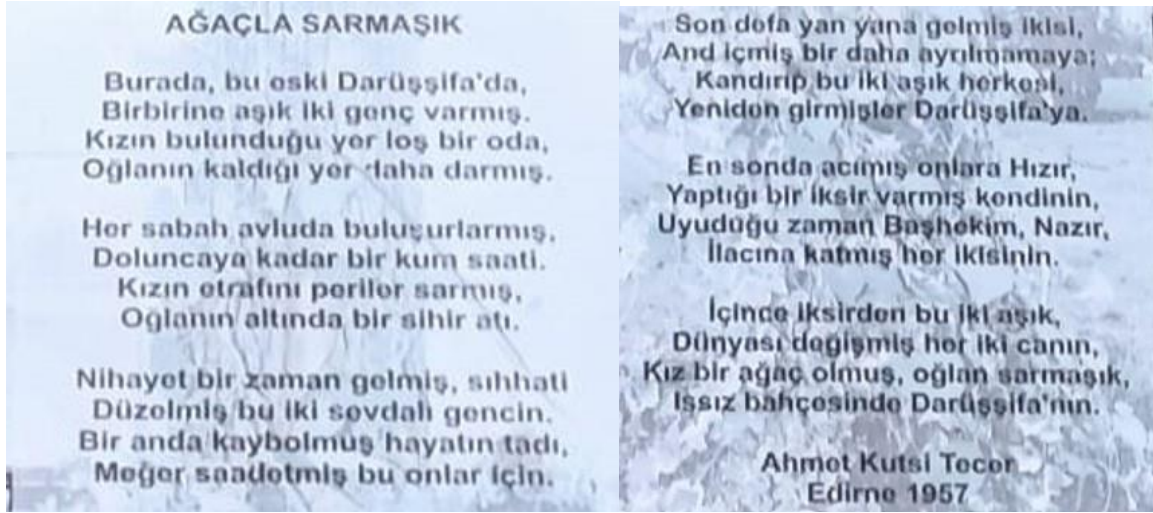 AĞAÇLA SARMAŞIK
Burada, bu eski Darüşşifa'da,
Birbirine aşık iki genç varmış.
Kızın bulunduğu yer loş bir oda,
Oğlanın kaldığı yer daha darmış.
Her sabah avluda buluşurlarmış,
Doluncaya kadar bir kum saati.
Kızın etrafını periler sarmış,
Oğlanın altında bir sihir atı.
Nihayet bir zaman gelmiş, sıhhati
Düzelmiş bu iki sevdalı gencin.
Bir anda kaybolmuş hayatın tadı,
Meğer saadetmiş bu onlar için.
Son defa yan yana gelmiş ikisi,
And içmiş bir daha ayrılmamaya;
Kandırıp bu iki aşık herkesi,
Yeniden girmişler Darüşşifa'ya.
En sonda acımış onlara Hızır,
Yaptığı bir iksir varmış kendinin,
Uyuduğu zaman Başhekim, Nazır,
İlacına katmış her ikisinin.
İçince iksirden bu iki aşık,
Dünyası değişmiş her iki canın,
Kız bir ağaç olmuş, oğlan sarmaşık,
Işsız bahçesinde Darüşşifa'nın.
Ahmet Kutsi Tecer
Edirne 1957